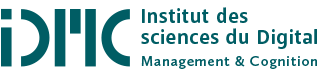 IDMC
Institut des
sciences du Digital
Management & Cognition